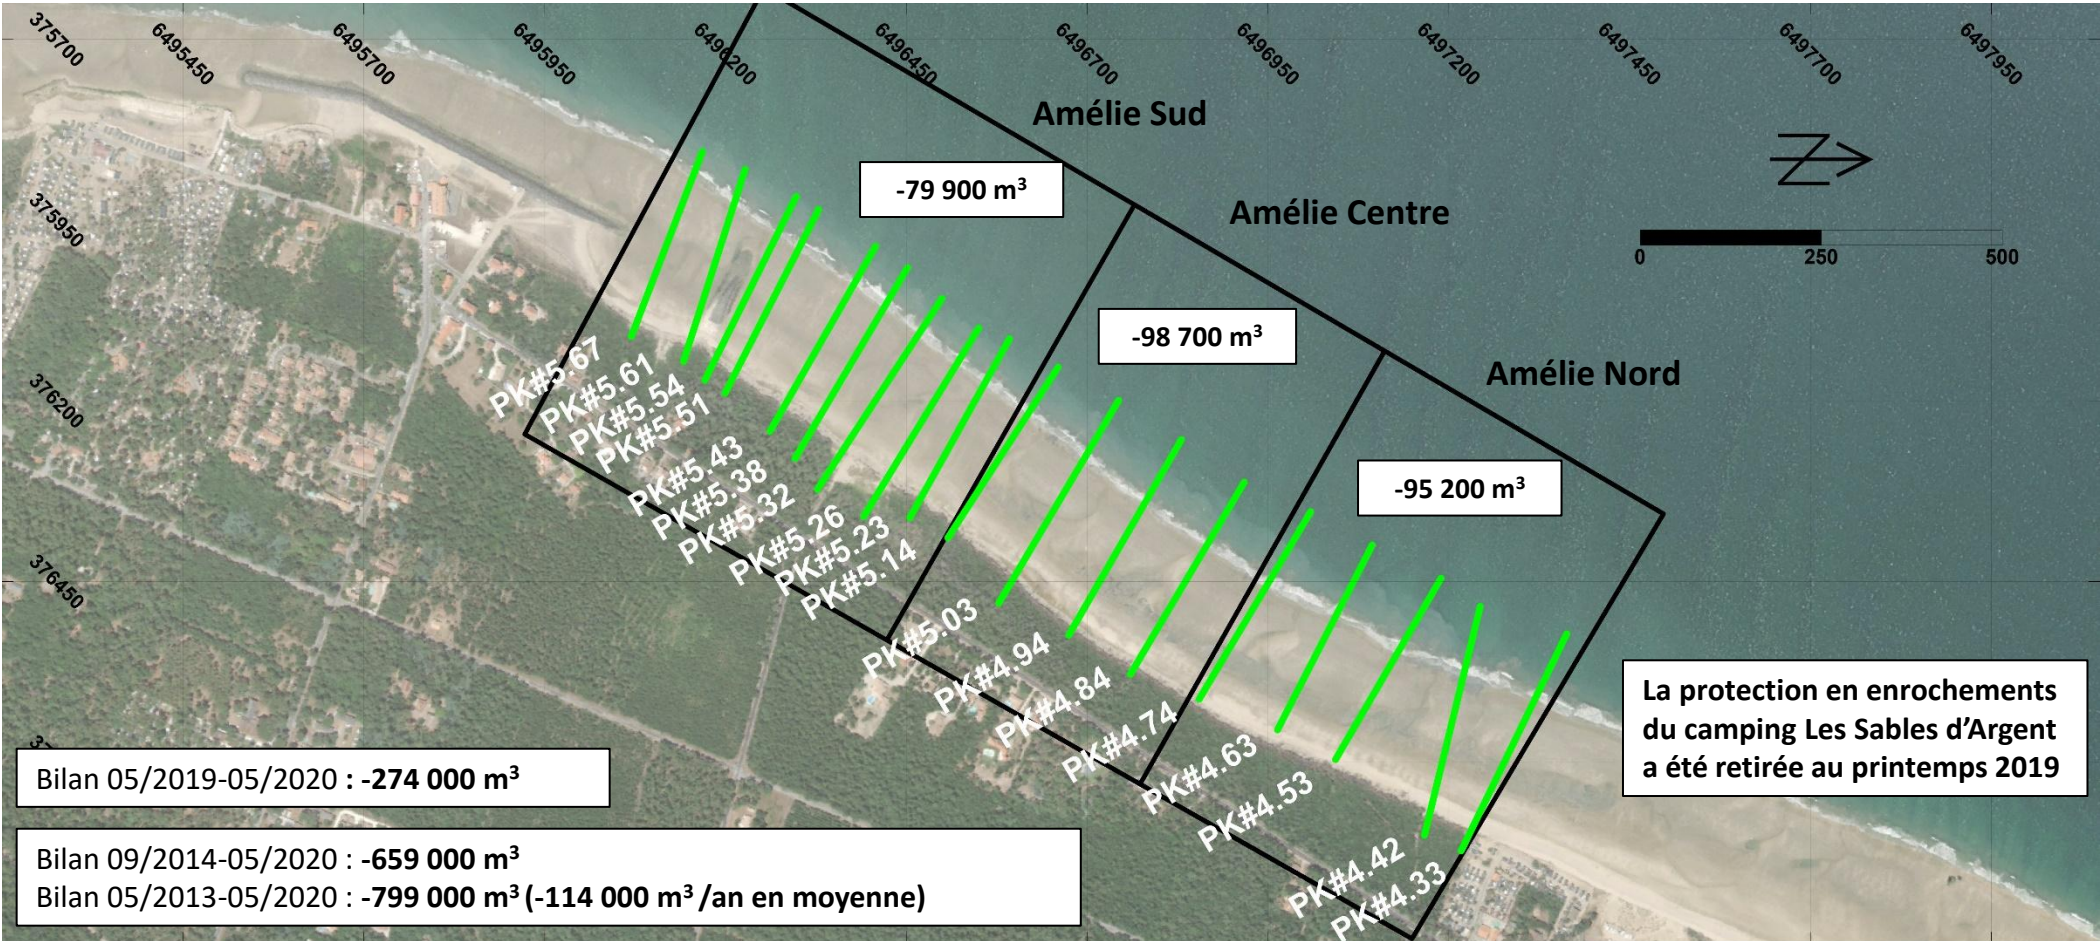 375700
6495450
6495700
6495950
6496200
6496450
6496700
6496950
6497200
6497450
6497700
6497950
Amélie Sud
-79 900 m³
Amélie Centre
-98 700 m³
Amélie Nord
-95 200 m³
Z
0 250 500
375950
376200
376450
PK#5.67
PK#5.61
PK#5.54
PK#5.51
PK#5.43
PK#5.38
PK#5.32
PK#5.26
PK#5.23
PK#5.14
PK#5.03
PK#4.94
PK#4.84
PK#4.74
PK#4.63
PK#4.53
PK#4.42
PK#4.33
La protection en enrochements
du camping Les Sables d’Argent
a été retirée au printemps 2019
Bilan 05/2019-05/2020 : -274 000 m³
Bilan 09/2014-05/2020 : -659 000 m³
Bilan 05/2013-05/2020 : -799 000 m³ (-114 000 m³ /an en moyenne)